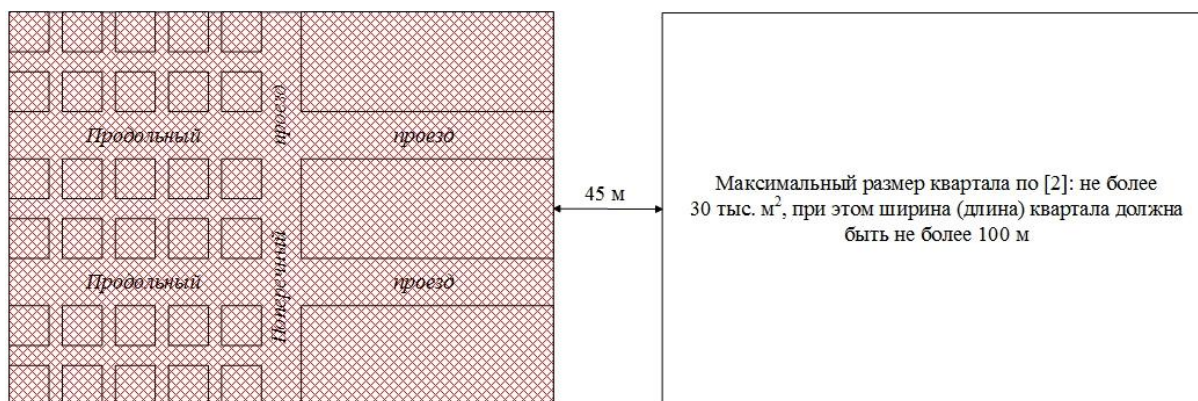 Продольный проезд
проезд
45 м
Максимальный размер квартала по [2]: не более
30 тыс. м², при этом ширина (длина) квартала должна
быть не более 100 м
Поперечный
Продольный проезд